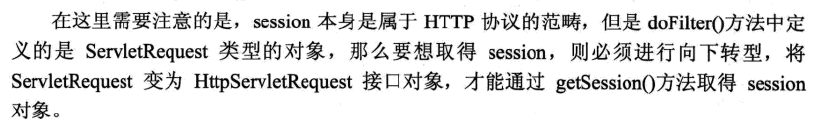 在这里需要注意的是，session 本身是属于 HTTP 协议的范畴，但是 doFilter()方法中定
义的是 ServletRequest 类型的对象，那么要想取得 session，则必须进行向下转型，将
ServletRequest 变为 HttpServletRequest 接口对象，才能通过 getSession()方法取得 session
对象。